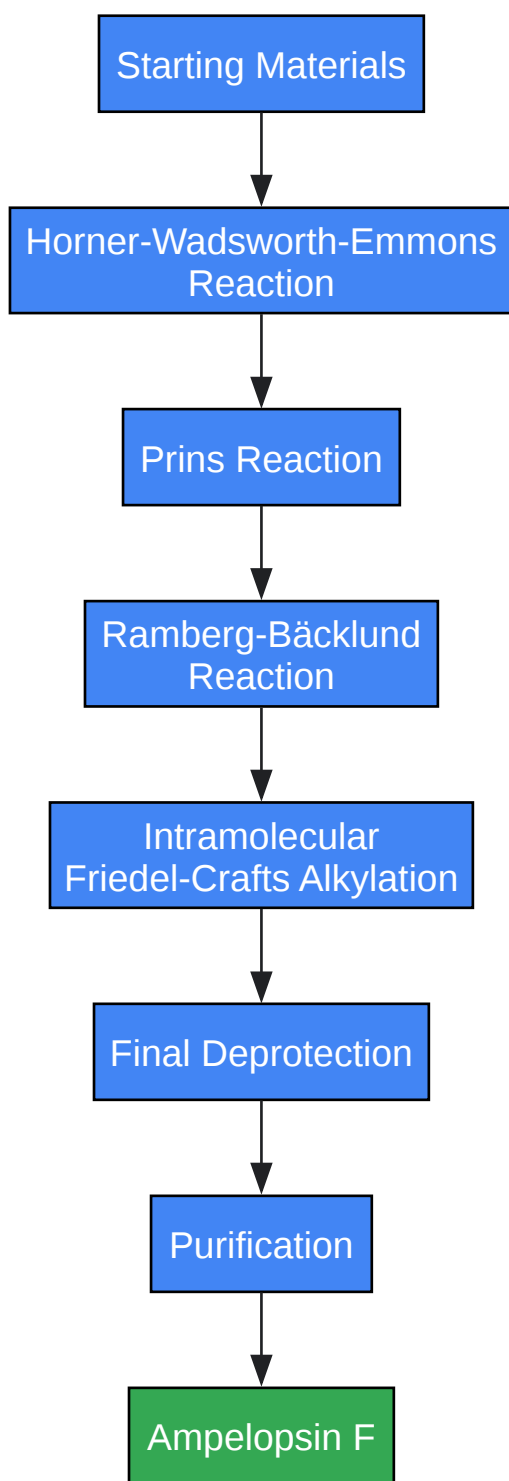 Starting Materials
Horner-Wadsworth-Emmons
Reaction
Prins Reaction
Ramberg-Bäcklund
Reaction
Intramolecular
Friedel-Crafts Alkylation
Final Deprotection
Purification
Ampelopsin F